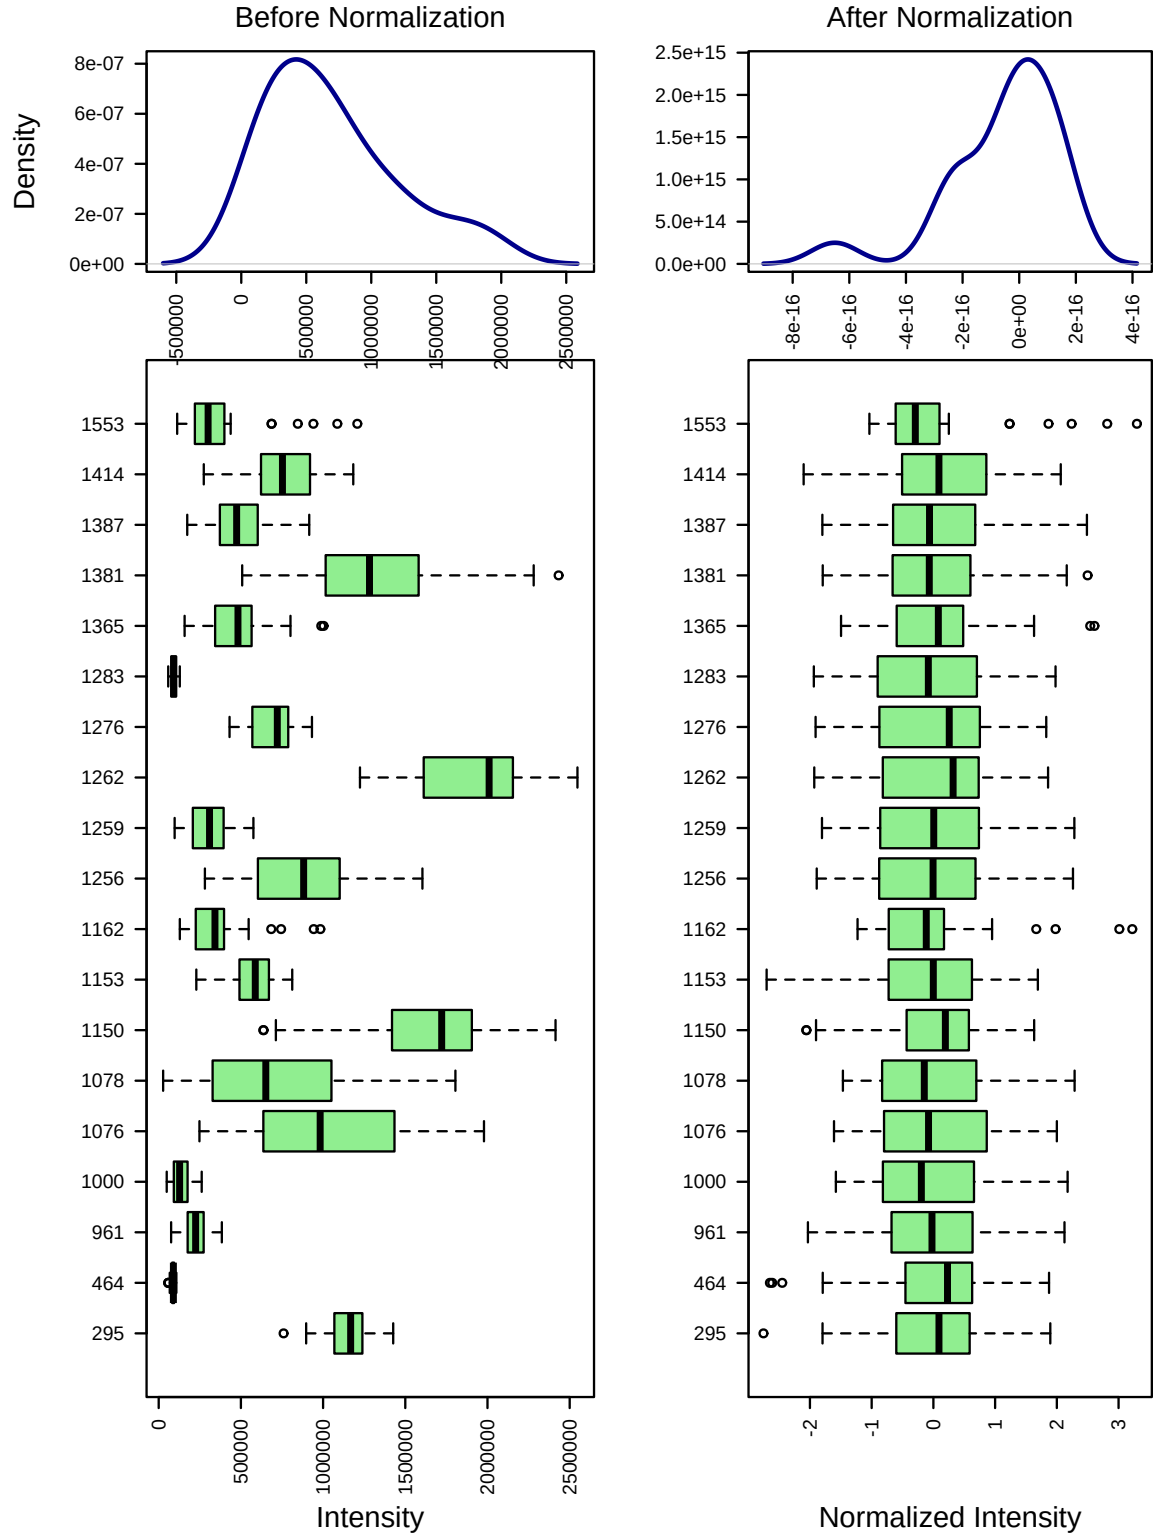 Before Normalization
After Normalization
Density
8e-07
6e-07
4e-07
2e-07
0e+00
2.5e+15
2.0e+15
1.5e+15
1.0e+15
5.0e+14
0.0e+00
-500000
0
500000
1000000
1500000
2000000
2500000
-8e-16
-6e-16
-4e-16
-2e-16
0e+00
2e-16
4e-16
1553
1414
1387
1381
1365
1283
1276
1262
1259
1256
1162
1153
1150
1078
1076
1000
961
464
295
1553
1414
1387
1381
1365
1283
1276
1262
1259
1256
1162
1153
1150
1078
1076
1000
961
464
295
0
500000
1000000
1500000
2000000
2500000
-2
-1
0
1
2
3
Intensity
Normalized Intensity